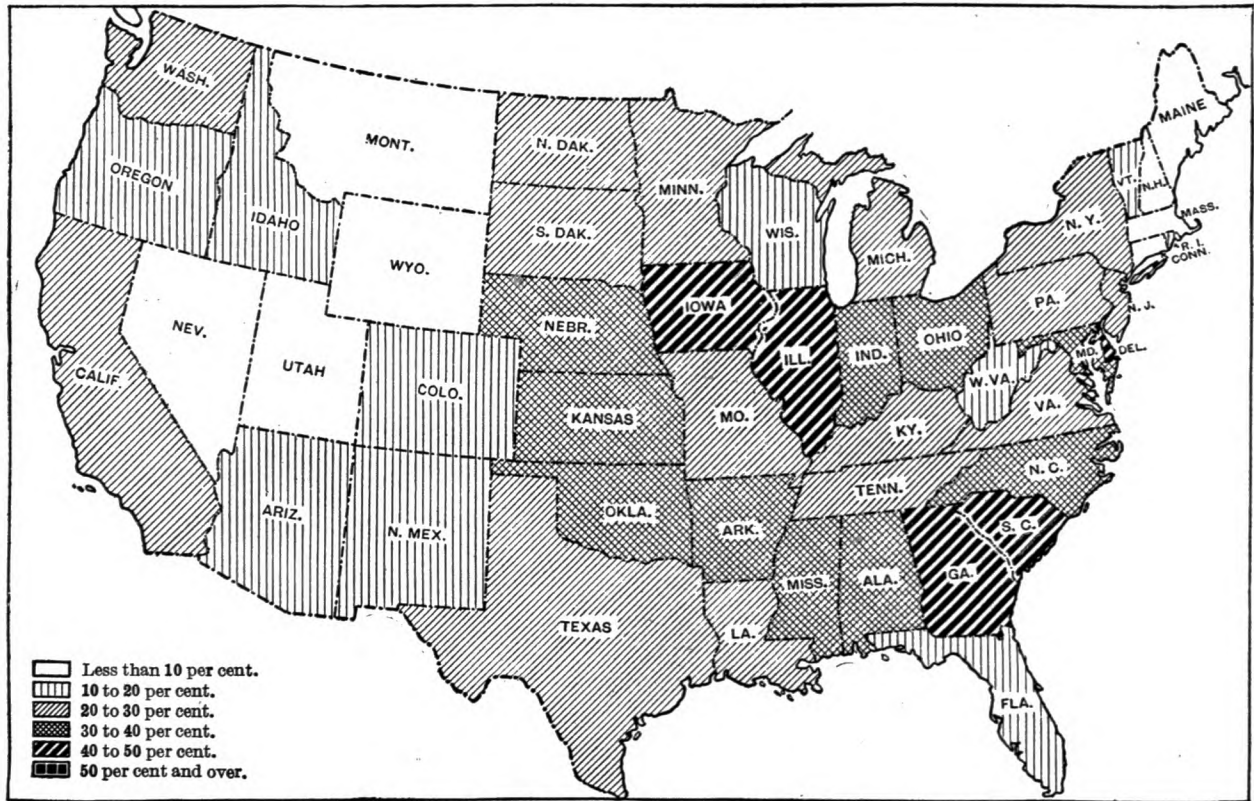 WASH.
OREGON
IDAHO
MONT.
WYO.
NEV.
UTAH
CALIF.
COLO.
ARIZ.
N. MEX.
N. DAK.
S. DAK.
NEBR.
KANSAS
OKLA.
TEXAS
MINN.
IOWA
MO.
ARK.
LA.
WIS.
ILL.
MICH.
IND.
OHIO
KY.
TENN.
MISS.
ALA.
GA.
FLA.
S. C.
N. C.
VA.
W. VA.
MD.
DEL.
PA.
N. J.
N. Y.
CONN.
R. I.
MASS.
VT.
N.H.
MAINE
Less than 10 per cent.
10 to 20 per cent.
20 to 30 per cent.
30 to 40 per cent.
40 to 50 per cent.
50 per cent and over.